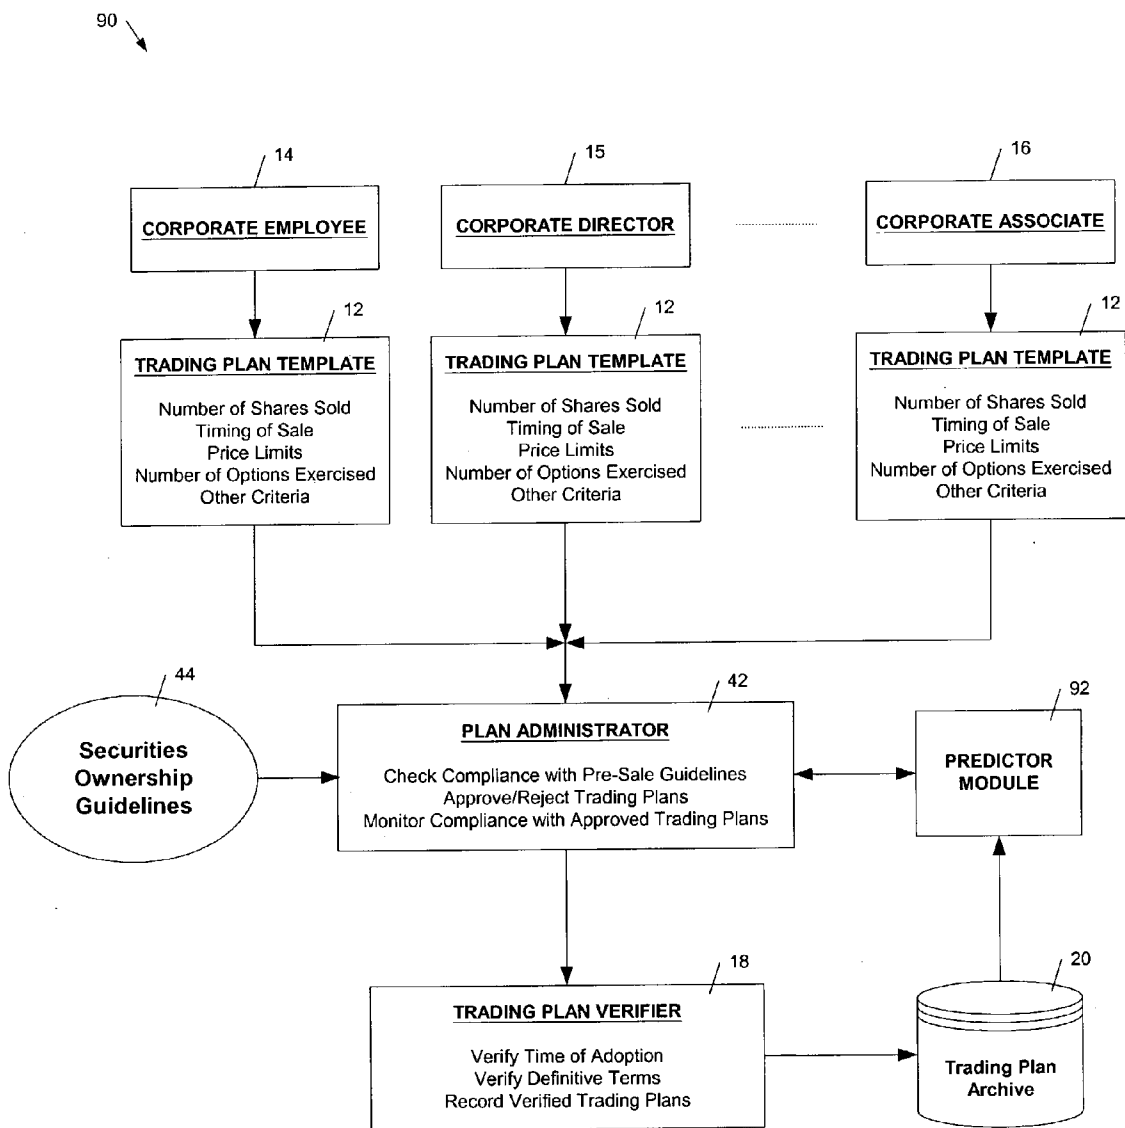 90
14
15
16
CORPORATE EMPLOYEE
CORPORATE DIRECTOR
CORPORATE ASSOCIATE
12
12
12
TRADING PLAN TEMPLATE
Number of Shares Sold
Timing of Sale
Price Limits
Number of Options Exercised
Other Criteria
TRADING PLAN TEMPLATE
Number of Shares Sold
Timing of Sale
Price Limits
Number of Options Exercised
Other Criteria
TRADING PLAN TEMPLATE
Number of Shares Sold
Timing of Sale
Price Limits
Number of Options Exercised
Other Criteria
44
Securities
Ownership
Guidelines
42
PLAN ADMINISTRATOR
Check Compliance with Pre-Sale Guidelines
Approve/Reject Trading Plans
Monitor Compliance with Approved Trading Plans
92
PREDICTOR
MODULE
18
TRADING PLAN VERIFIER
Verify Time of Adoption
Verify Definitive Terms
Record Verified Trading Plans
20
Trading Plan
Archive